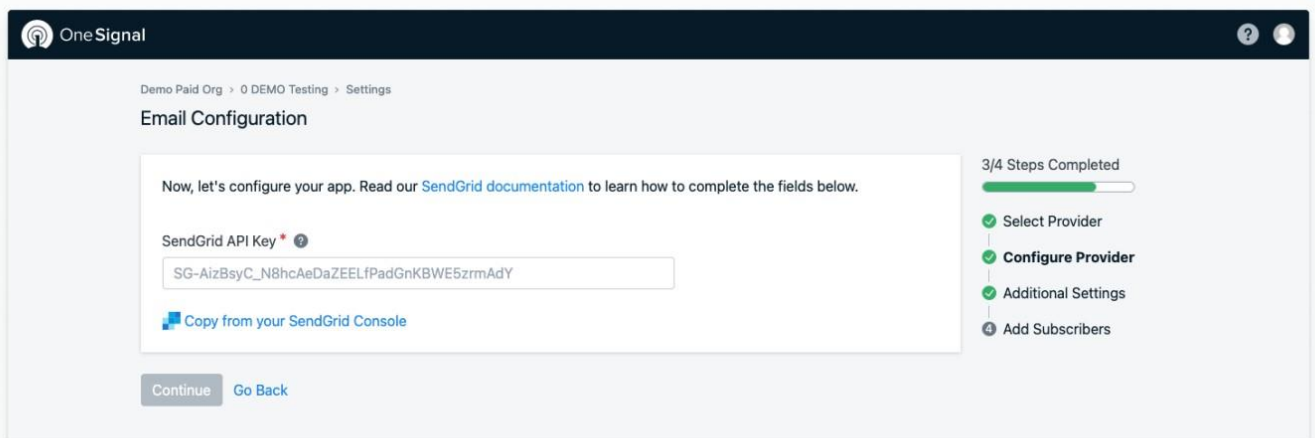 OneSignal
?
Demo Paid Org > 0 DEMO Testing > Settings
Email Configuration
Now, let's configure your app. Read our SendGrid documentation to learn how to complete the fields below.
SendGrid API Key * ?
SG-AizBsyC_N8hcAeDaZEELfPadGnKBWE5zrmAdY
Copy from your SendGrid Console
Continue Go Back
3/4 Steps Completed
Select Provider
Configure Provider
Additional Settings
4 Add Subscribers